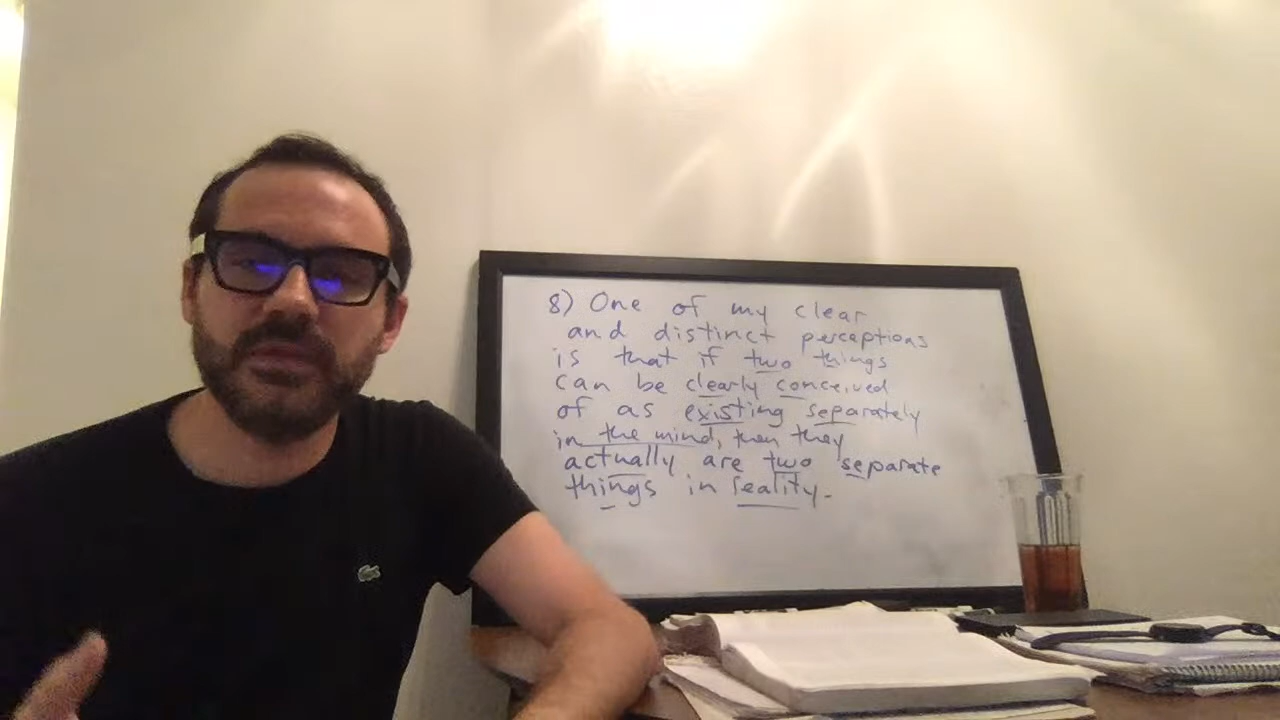 8) One of my clear
and distinct perceptions
is that if two things
can be clearly conceived
of as existing separately
in the mind, then they
actually are two separate
things in reality.